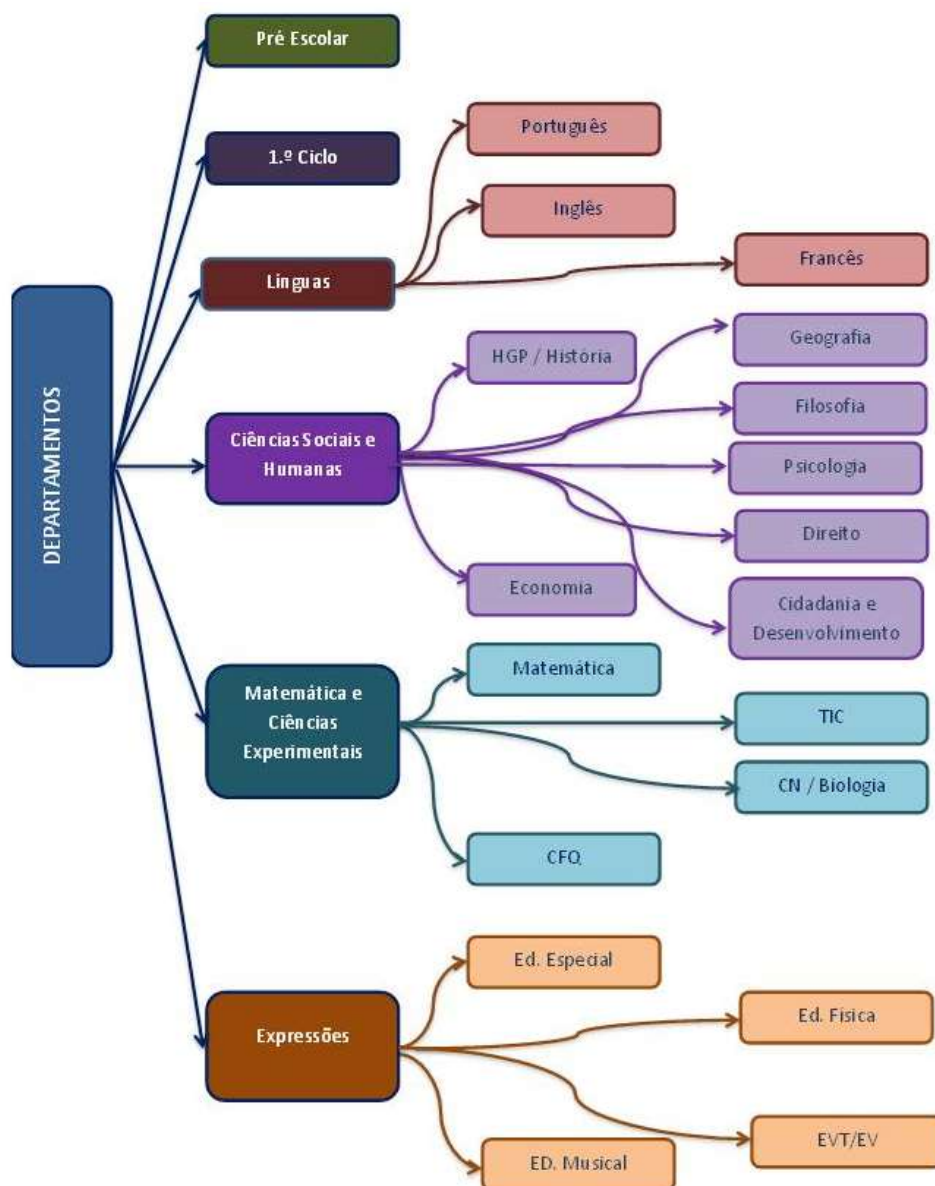 Pré Escolar
Português
1.º Ciclo
Inglês
Línguas
Francês
DEPARTAMENTOS
HGP / História
Geografia
Filosofia
Ciências Sociais e
Humanas
Psicologia
Direito
Economia
Cidadania e
Desenvolvimento
Matemática
Matemática e
Ciências
Experimentais
TIC
CN / Biologia
CFQ
Ed. Especial
Ed. Fisica
Expressões
EVT/EV
ED. Musical